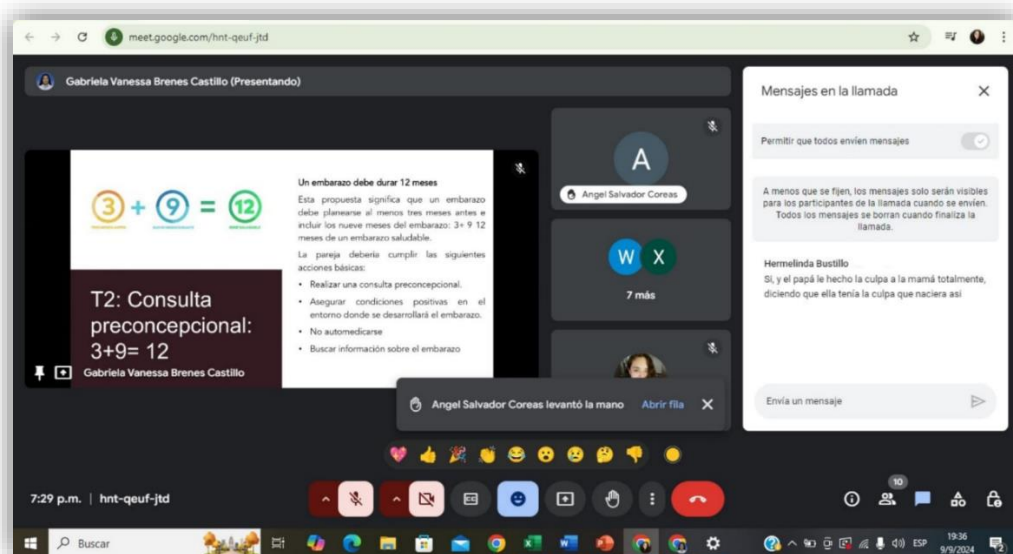 meet.google.com/hnt-qeuf-jtd
Gabriela Vanessa Brenes Castillo (Presentando)
3 + 9 = 12
T2: Consulta
preconcepcional:
3+9= 12
Gabriela Vanessa Brenes Castillo
Un embarazo debe durar 12 meses
Esta propuesta significa que un embarazo
debe planearse al menos tres meses antes e
incluir los nueve meses del embarazo: 3+ 9 12
meses de un embarazo saludable.
La pareja debería cumplir las siguientes
acciones básicas:
• Realizar una consulta preconcepcional.
• Asegurar condiciones positivas en el
entorno donde se desarrollará el embarazo.
• No automedicarse
• Buscar información sobre el embarazo
A
Angel Salvador Coreas
W X
7 más
Angel Salvador Coreas levantó la mano Abrir fila
Mensajes en la llamada
Permitir que todos envíen mensajes
A menos que se fijen, los mensajes solo serán visibles
para los participantes de la llamada cuando se envíen.
Todos los mensajes se borran cuando finaliza la
llamada.
Hermelinda Bustillo
Si, y el papá le hecho la culpa a la mamá totalmente,
diciendo que ella tenía la culpa que naciera asi
Envía un mensaje
7:29 p.m. | hnt-qeuf-jtd
10
Buscar
ESP
19:36
9/9/2024